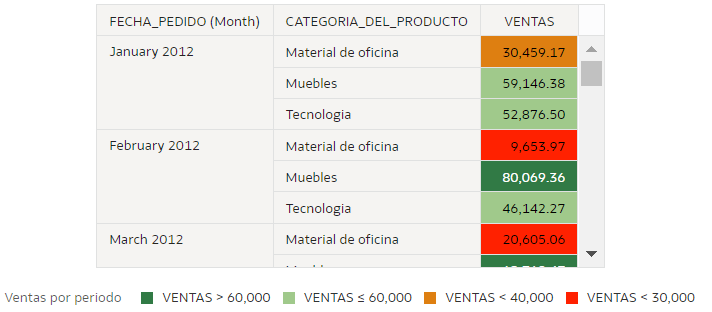 FECHA_PEDIDO (Month) CATEGORIA_DEL_PRODUCTO VENTAS
January 2012 Material de oficina 30,459.17
Muebles 59,146.38
Tecnologia 52,876.50
February 2012 Material de oficina 9,653.97
Muebles 80,069.36
Tecnologia 46,142.27
March 2012 Material de oficina 20,605.06
Ventas por periodo VENTAS > 60,000 VENTAS ≤ 60,000 VENTAS < 40,000 VENTAS < 30,000